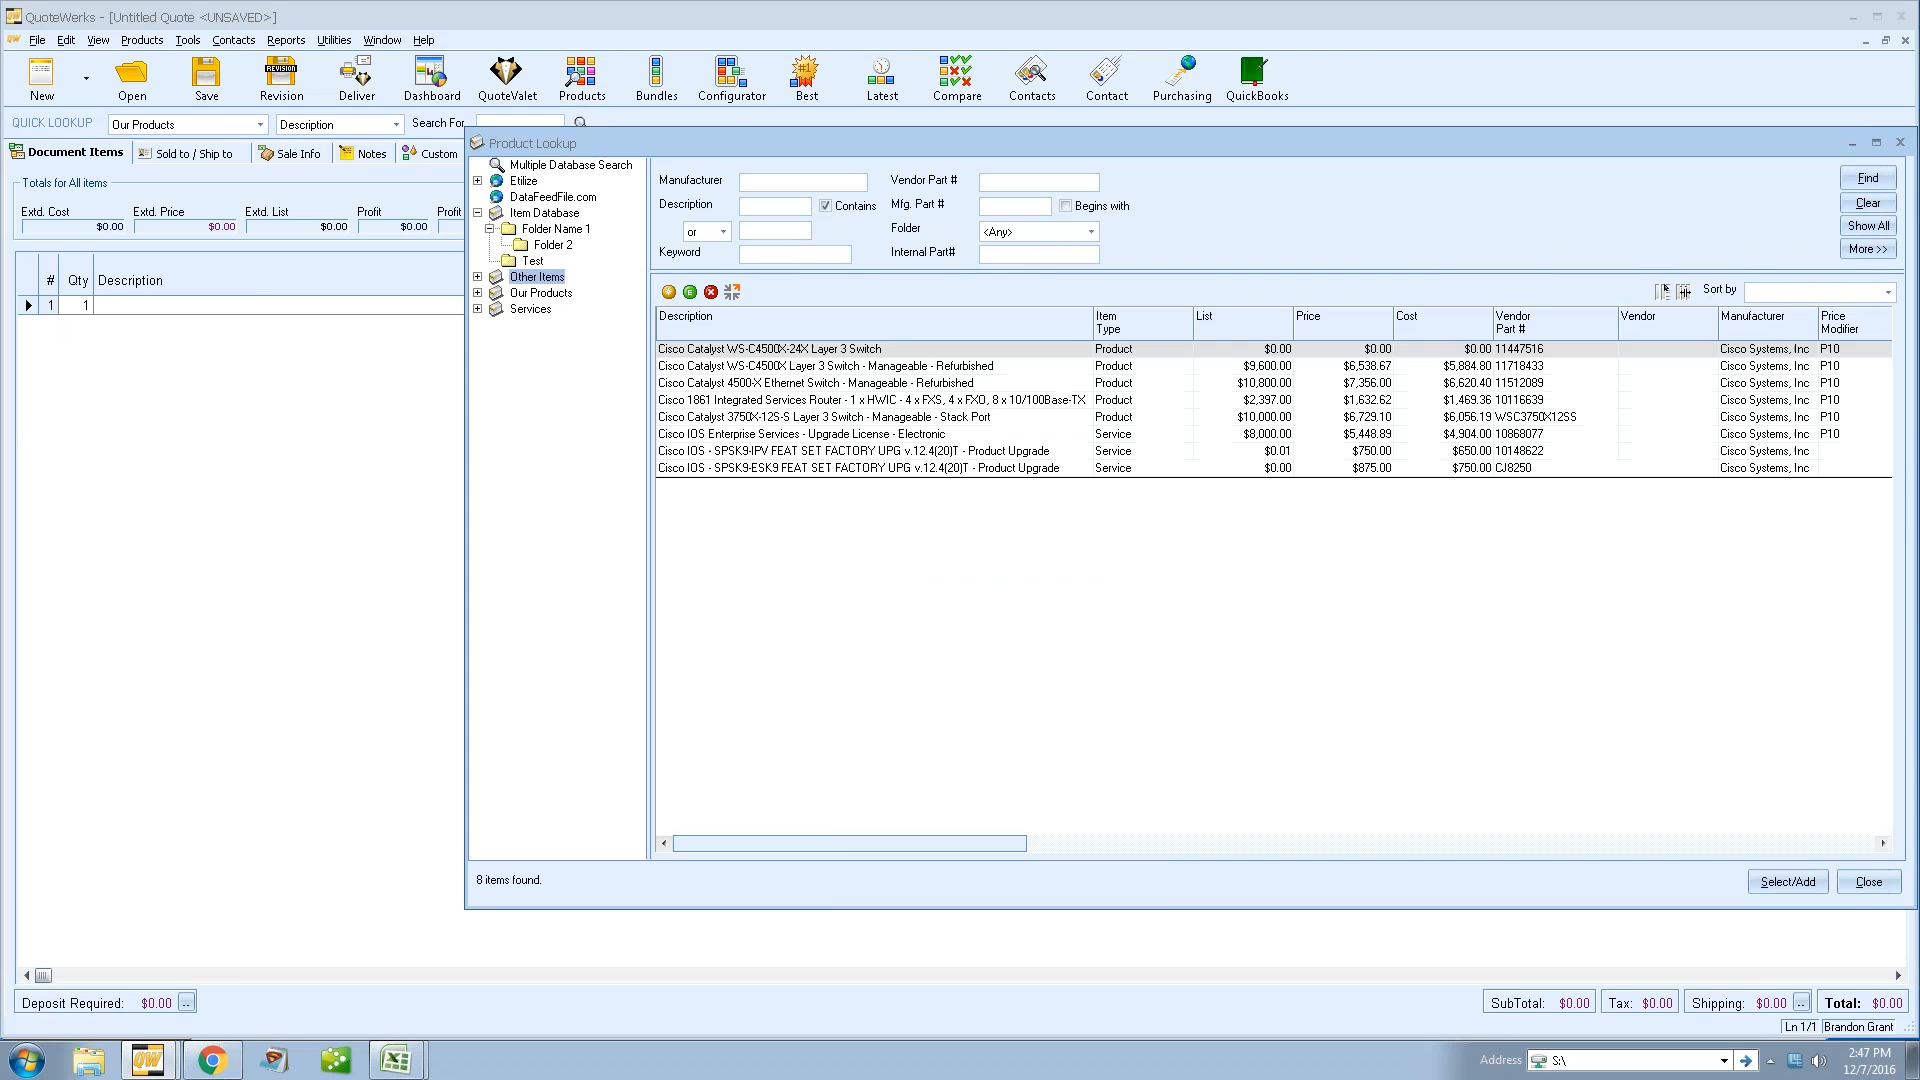 QuoteWerks - [Untitled Quote <UNSAVED>]
File Edit View Products Tools Contacts Reports Utilities Window Help
New Open Save Revision Deliver Dashboard QuoteValet Products Bundles Configurator Best Latest Compare Contacts Contact Purchasing QuickBooks
QUICK LOOKUP Our Products Description Search For
Document Items Sold to / Ship to Sale Info Notes Custom
Totals for All items
Extd. Cost Extd. Price Extd. List Profit Profit
$0.00 $0.00 $0.00 $0.00
# Qty Description
1 1
Product Lookup
Multiple Database Search
Etilize
DataFeedFile.com
Item Database
Folder Name 1
Folder 2
Test
Other Items
Our Products
Services
Manufacturer Vendor Part #
Description Contains Mfg. Part # Begins with
or Folder <Any>
Keyword Internal Part#
Find
Clear
Show All
More >>
Sort by
Description Item Type List Price Cost Vendor Part # Vendor Manufacturer Price Modifier
Cisco Catalyst WS-C4500X-24X Layer 3 Switch Product $0.00 $0.00 $0.00 11447516 Cisco Systems, Inc P10
Cisco Catalyst WS-C4500X Layer 3 Switch - Manageable - Refurbished Product $9,600.00 $6,538.67 $5,884.80 11718433 Cisco Systems, Inc P10
Cisco Catalyst 4500-X Ethernet Switch - Manageable - Refurbished Product $10,800.00 $7,356.00 $6,620.40 11512089 Cisco Systems, Inc P10
Cisco 1861 Integrated Services Router - 1 x HWIC - 4 x FXS, 4 x FXO, 8 x 10/100Base-TX Product $2,397.00 $1,632.62 $1,469.36 10116639 Cisco Systems, Inc P10
Cisco Catalyst 3750X-12S-S Layer 3 Switch - Manageable - Stack Port Product $10,000.00 $6,729.10 $6,056.19 WSC3750X12SS Cisco Systems, Inc P10
Cisco IOS Enterprise Services - Upgrade License - Electronic Service $8,000.00 $5,448.89 $4,904.00 10868077 Cisco Systems, Inc P10
Cisco IOS - SPSK9-IPV FEAT SET FACTORY UPG v.12.4(20)T - Product Upgrade Service $0.01 $750.00 $650.00 10148622 Cisco Systems, Inc
Cisco IOS - SPSK9-ESK9 FEAT SET FACTORY UPG v.12.4(20)T - Product Upgrade Service $0.00 $875.00 $750.00 CJ8250 Cisco Systems, Inc
8 items found.
Select/Add Close
Deposit Required: $0.00 ... SubTotal: $0.00 Tax: $0.00 Shipping: $0.00 ... Total: $0.00
Ln 1/1 Brandon Grant
Address S:\
2:47 PM
12/7/2016